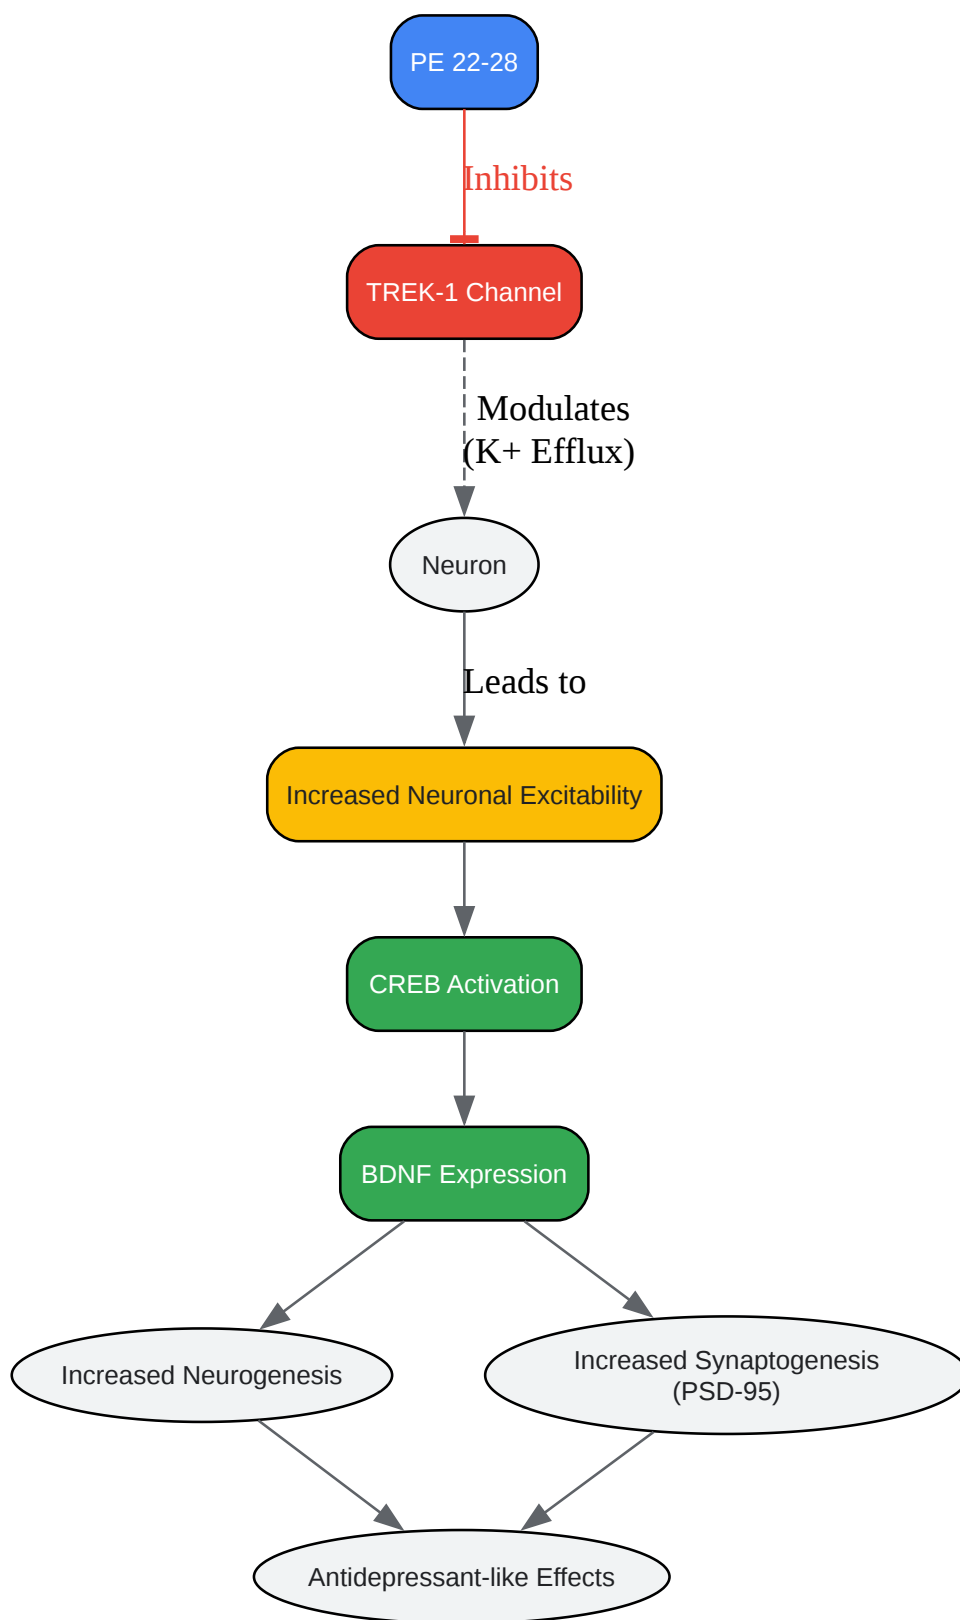 PE 22-28
Inhibits
TREK-1 Channel
Modulates
(K+ Efflux)
Neuron
Leads to
Increased Neuronal Excitability
CREB Activation
BDNF Expression
Increased Neurogenesis
Increased Synaptogenesis
(PSD-95)
Antidepressant-like Effects